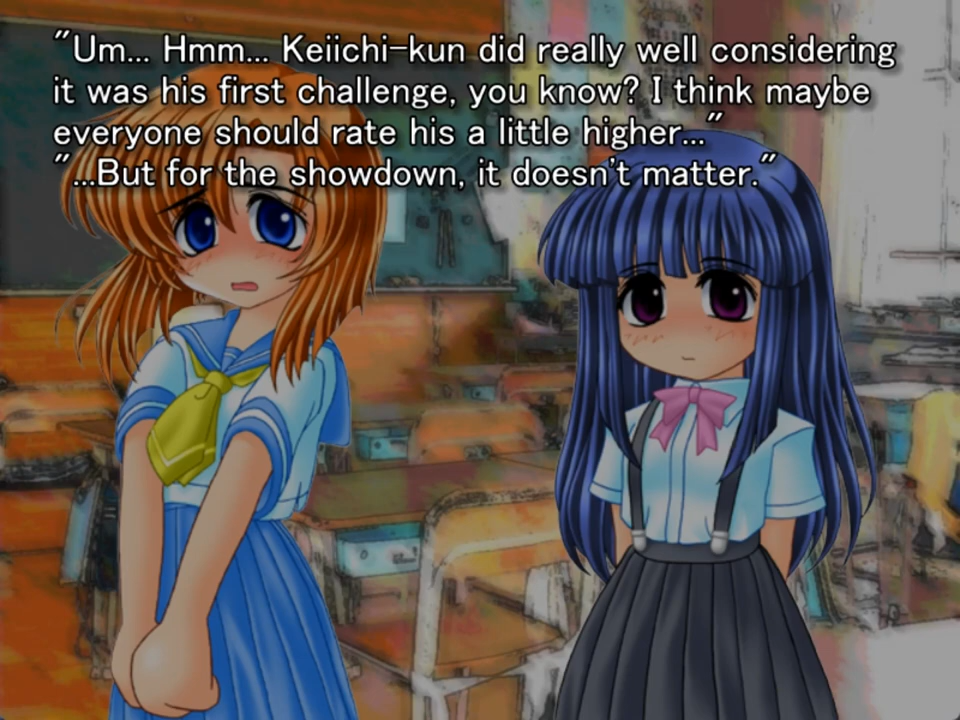 "Um... Hmm... Keiichi-kun did really well considering
it was his first challenge, you know? I think maybe
everyone should rate his a little higher..."
"...But for the showdown, it doesn't matter."